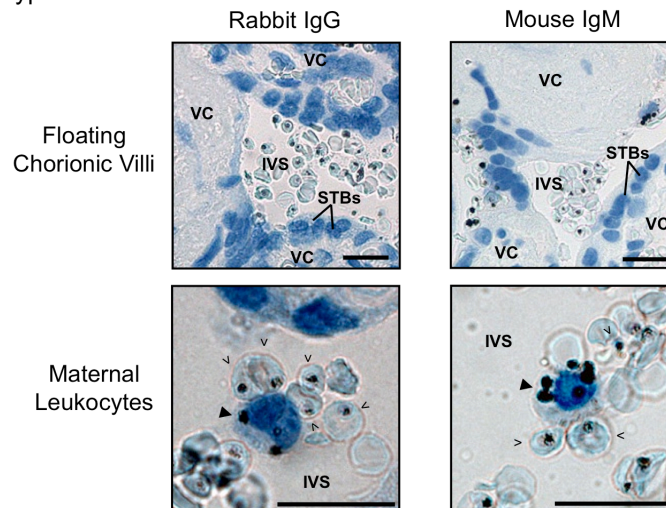 Rabbit IgG
Mouse IgM
Floating
Chorionic Villi
VC
VC
IVS
STBs
VC
VC
STBs
IVS
VC
VC
Maternal
Leukocytes
IVS
IVS